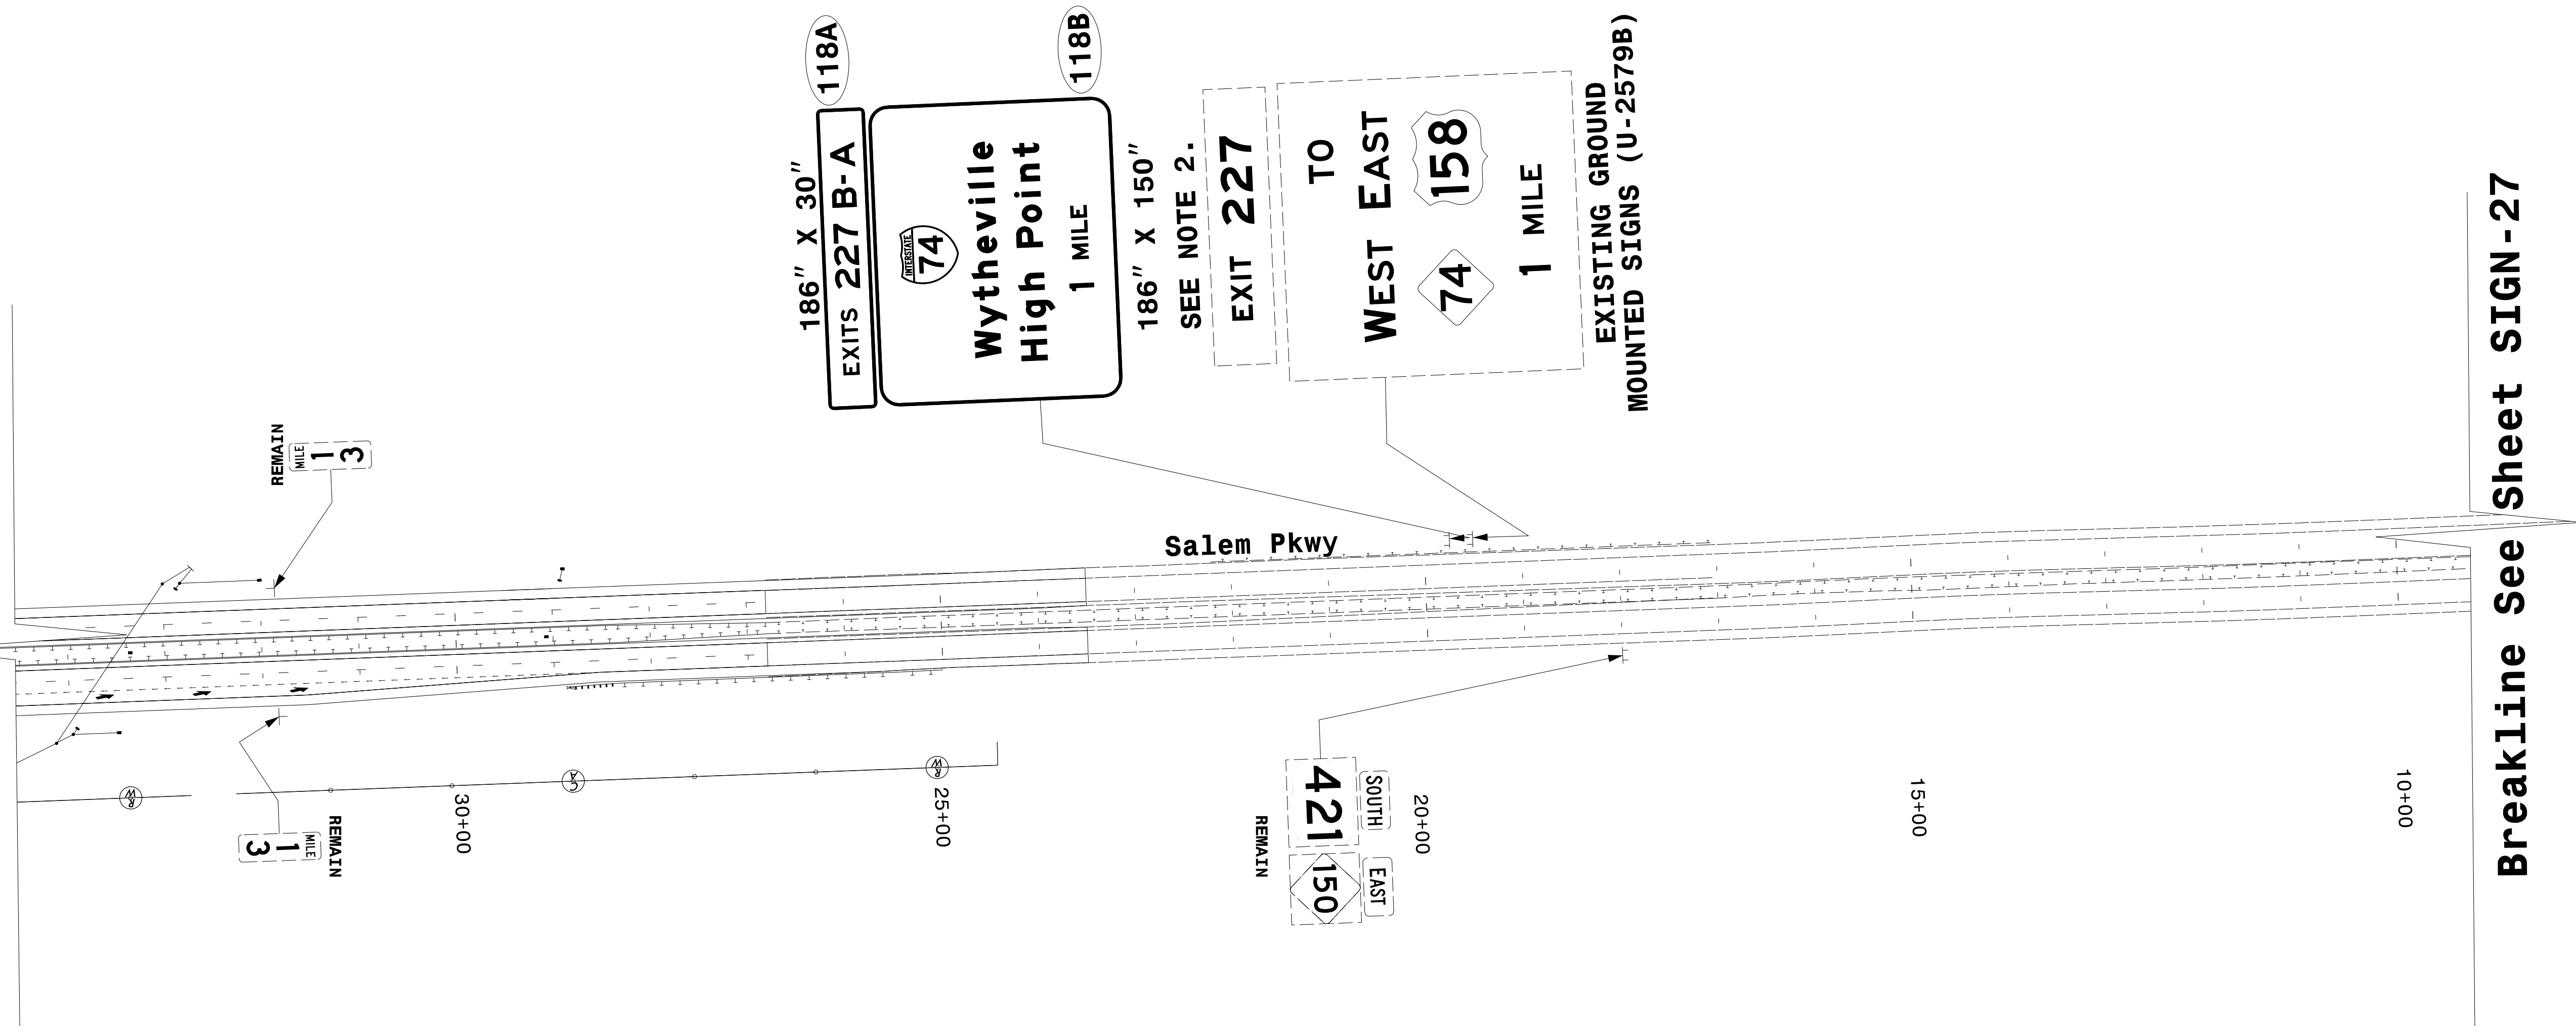 118A
186" X 30"
EXITS 227 B-A
118B
INTERSTATE
74
Wytheville
High Point
1 MILE
186" X 150"
SEE NOTE 2.
EXIT 227
TO
WEST EAST
74 158
1 MILE
EXISTING GROUND
MOUNTED SIGNS (U-2579B)
REMAIN
MILE
1
3
Salem Pkwy
Breakline See Sheet SIGN-27
RW
CA
RW
30+00
25+00
20+00
15+00
10+00
REMAIN
MILE
1
3
SOUTH EAST
421 150
REMAIN